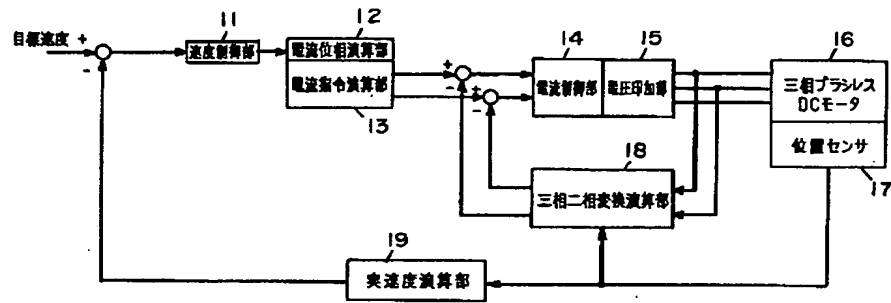 11
12
14
15
16
目標速度
+
-
速度制御部
電流位相演算部
電流指令演算部
13
+
-
+
-
電流制御部
電圧印加部
三相ブラシレス
DCモータ
位置センサ
17
18
三相二相変換演算部
19
実速度演算部